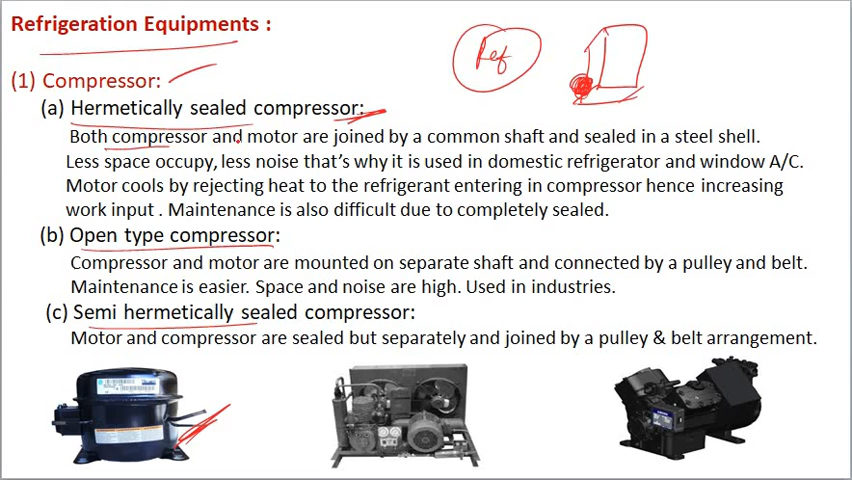 Refrigeration Equipments :
Ref
(1) Compressor:
(a) Hermetically sealed compressor:
Both compressor and motor are joined by a common shaft and sealed in a steel shell.
Less space occupy, less noise that's why it is used in domestic refrigerator and window A/C.
Motor cools by rejecting heat to the refrigerant entering in compressor hence increasing
work input . Maintenance is also difficult due to completely sealed.
(b) Open type compressor:
Compressor and motor are mounted on separate shaft and connected by a pulley and belt.
Maintenance is easier. Space and noise are high. Used in industries.
(c) Semi hermetically sealed compressor:
Motor and compressor are sealed but separately and joined by a pulley & belt arrangement.